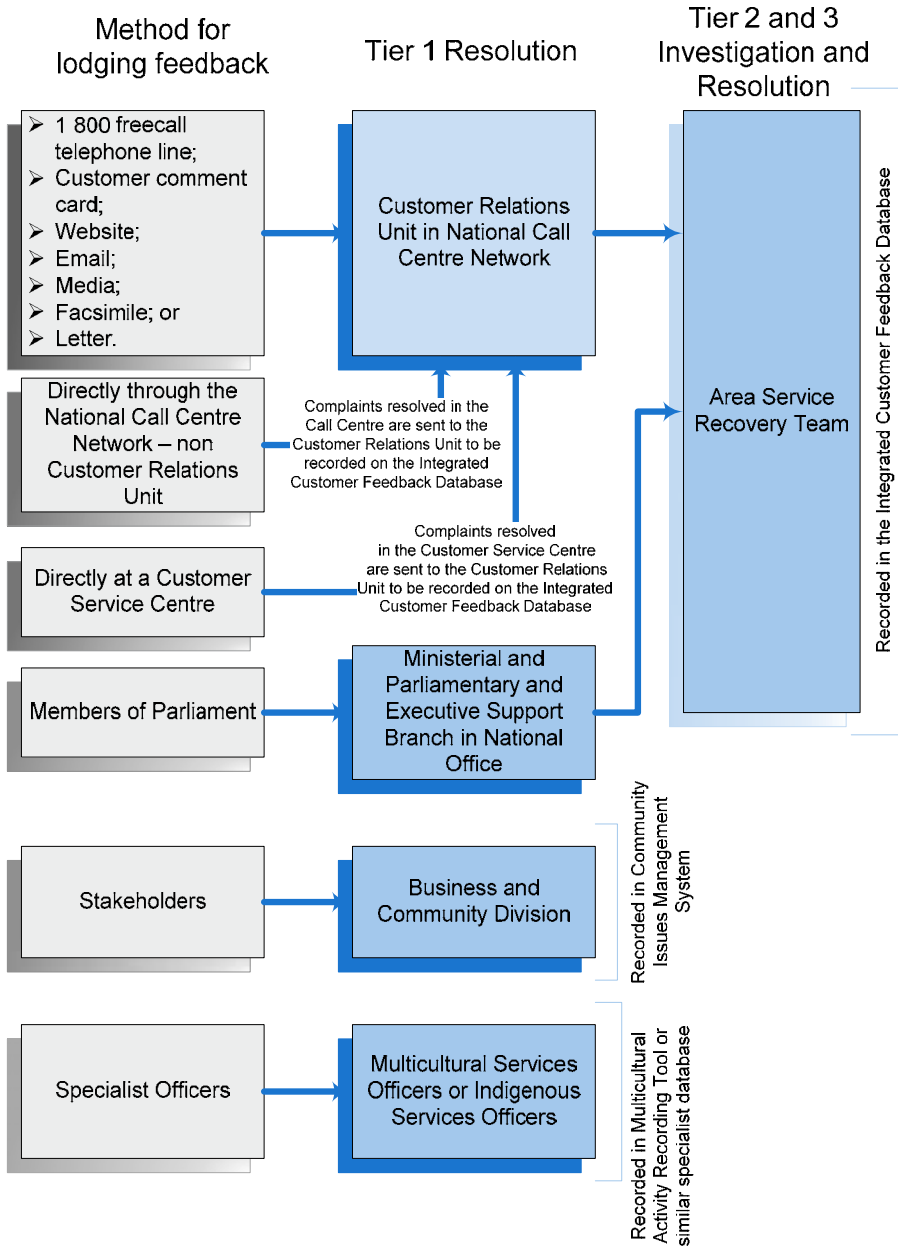 Method for
lodging feedback
Tier 1 Resolution
Tier 2 and 3
Investigation and
Resolution
➢ 1 800 freecall
telephone line;
➢ Customer comment
card;
➢ Website;
➢ Email;
➢ Media;
➢ Facsimile; or
➢ Letter.
Customer Relations
Unit in National Call
Centre Network
Area Service
Recovery Team
Recorded in the Integrated Customer Feedback Database
Directly through the
National Call Centre
Network – non
Customer Relations
Unit
Complaints resolved in the
Call Centre are sent to the
Customer Relations Unit to be
recorded on the Integrated
Customer Feedback Database
Directly at a Customer
Service Centre
Complaints resolved
in the Customer Service Centre
are sent to the Customer Relations
Unit to be recorded on the Integrated
Customer Feedback Database
Members of Parliament
Ministerial and
Parliamentary and
Executive Support
Branch in National
Office
Stakeholders
Business and
Community Division
Recorded in Community
Issues Management
System
Specialist Officers
Multicultural Services
Officers or Indigenous
Services Officers
Recorded in Multicultural
Activity Recording Tool or
similar specialist database